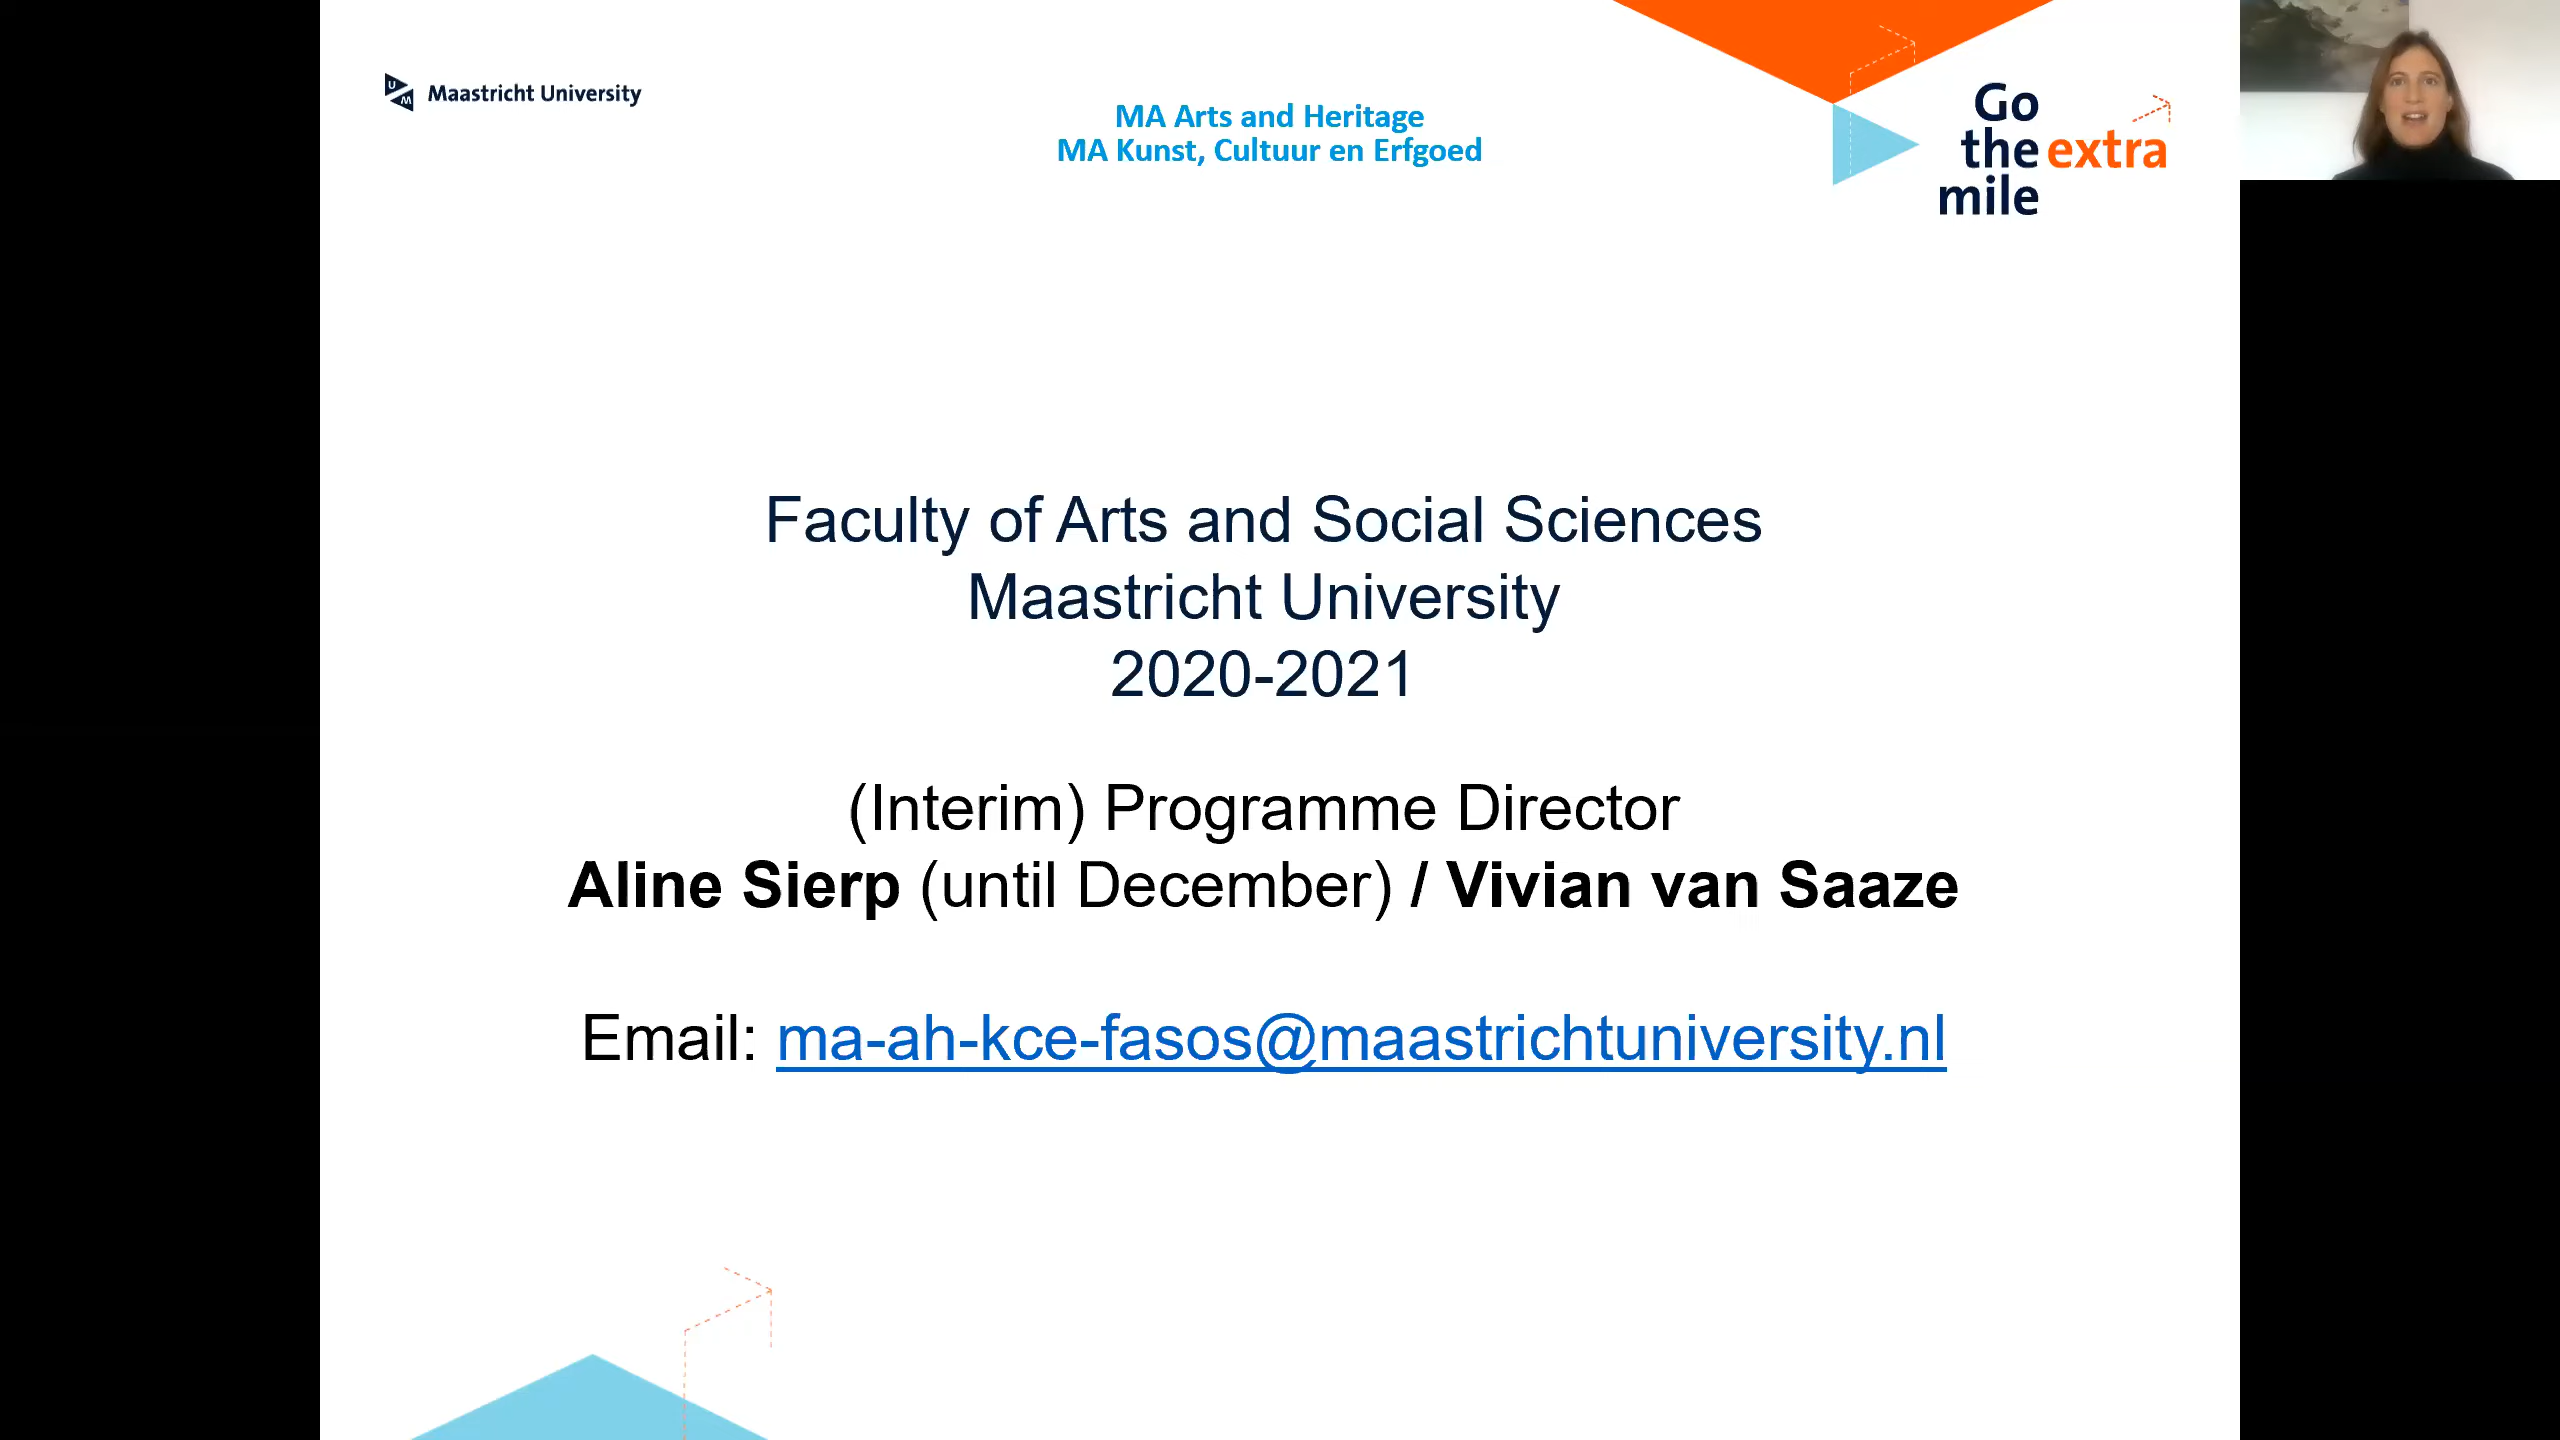 UM Maastricht University
MA Arts and Heritage
MA Kunst, Cultuur en Erfgoed
Go
the extra
mile
Faculty of Arts and Social Sciences
Maastricht University
2020-2021
(Interim) Programme Director
Aline Sierp (until December) / Vivian van Saaze
Email: ma-ah-kce-fasos@maastrichtuniversity.nl